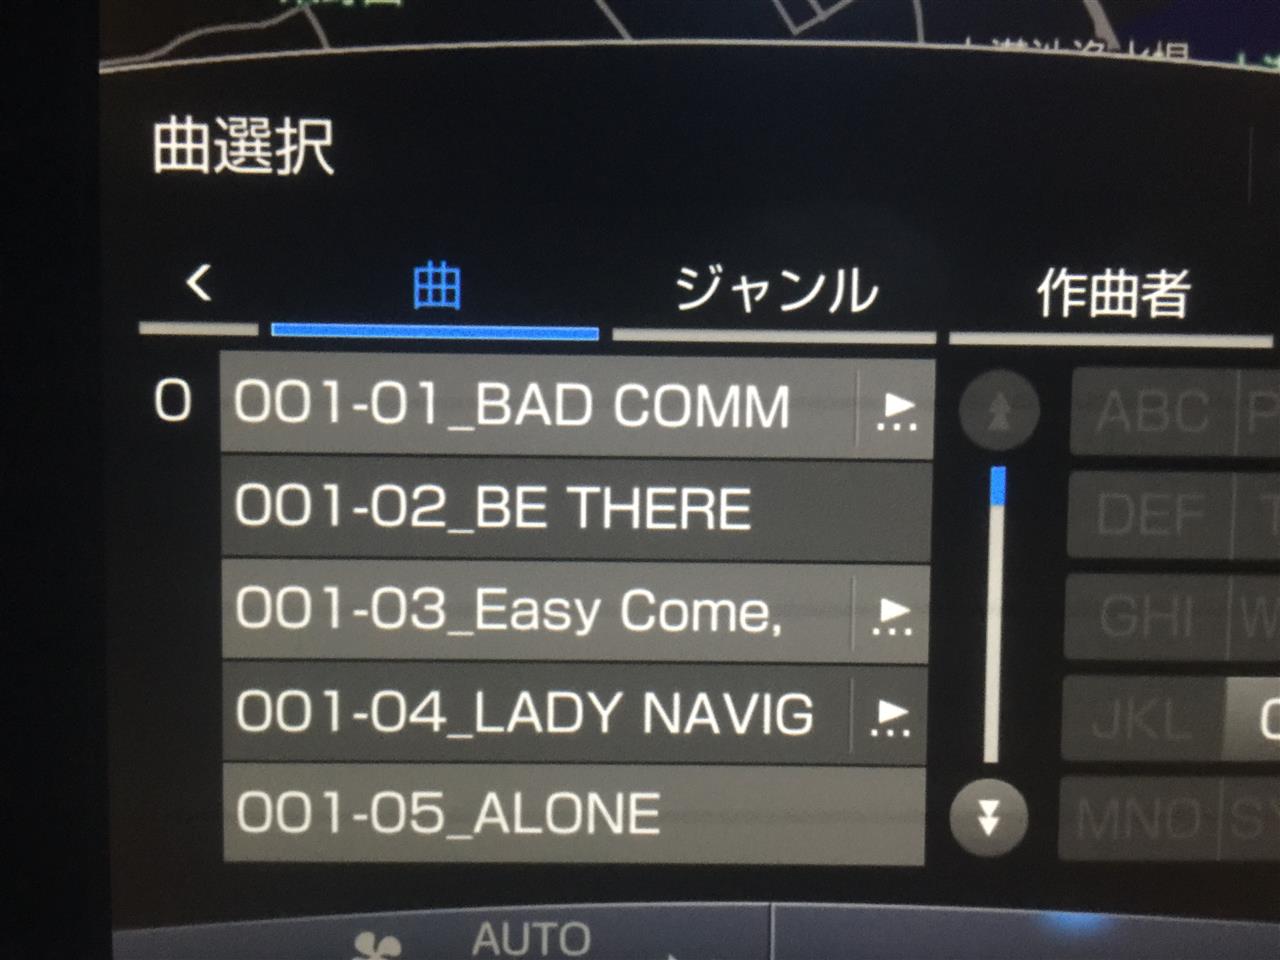 曲選択
曲 ジャンル 作曲者
0 001-01_BAD COMM
001-02_BE THERE
001-03_Easy Come,
001-04_LADY NAVIG
001-05_ALONE
ABC P
DEF T
GHI W
JKL
MNO
AUTO